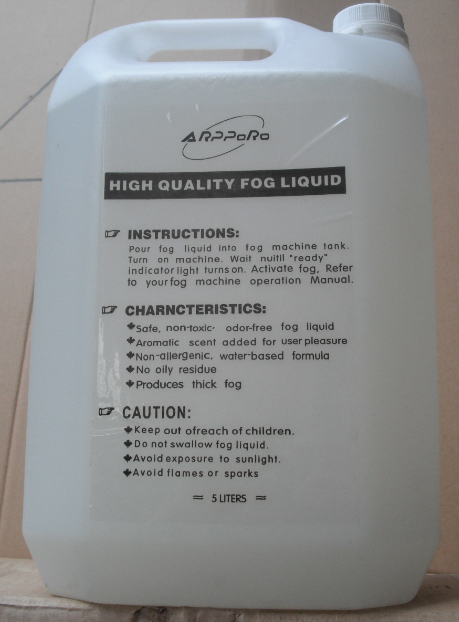 ARPPoRo
HIGH QUALITY FOG LIQUID
INSTRUCTIONS:
Pour fog liquid into fog machine tank.
Turn on machine. Wait nuitil "ready"
indicator light turns on. Activate fog, Refer
to your fog machine operation Manual.
CHARNCTERISTICS:
Safe, non-toxic· odor-free fog liquid
Aromatic scent added for user pleasure
Non-allergenic, water-based formula
No oily residue
Produces thick fog
CAUTION:
Keep out ofreach of children.
Do not swallow fog liquid.
Avoid exposure to sunlight.
Avoid flames or sparks
≈ 5 LITERS ≈